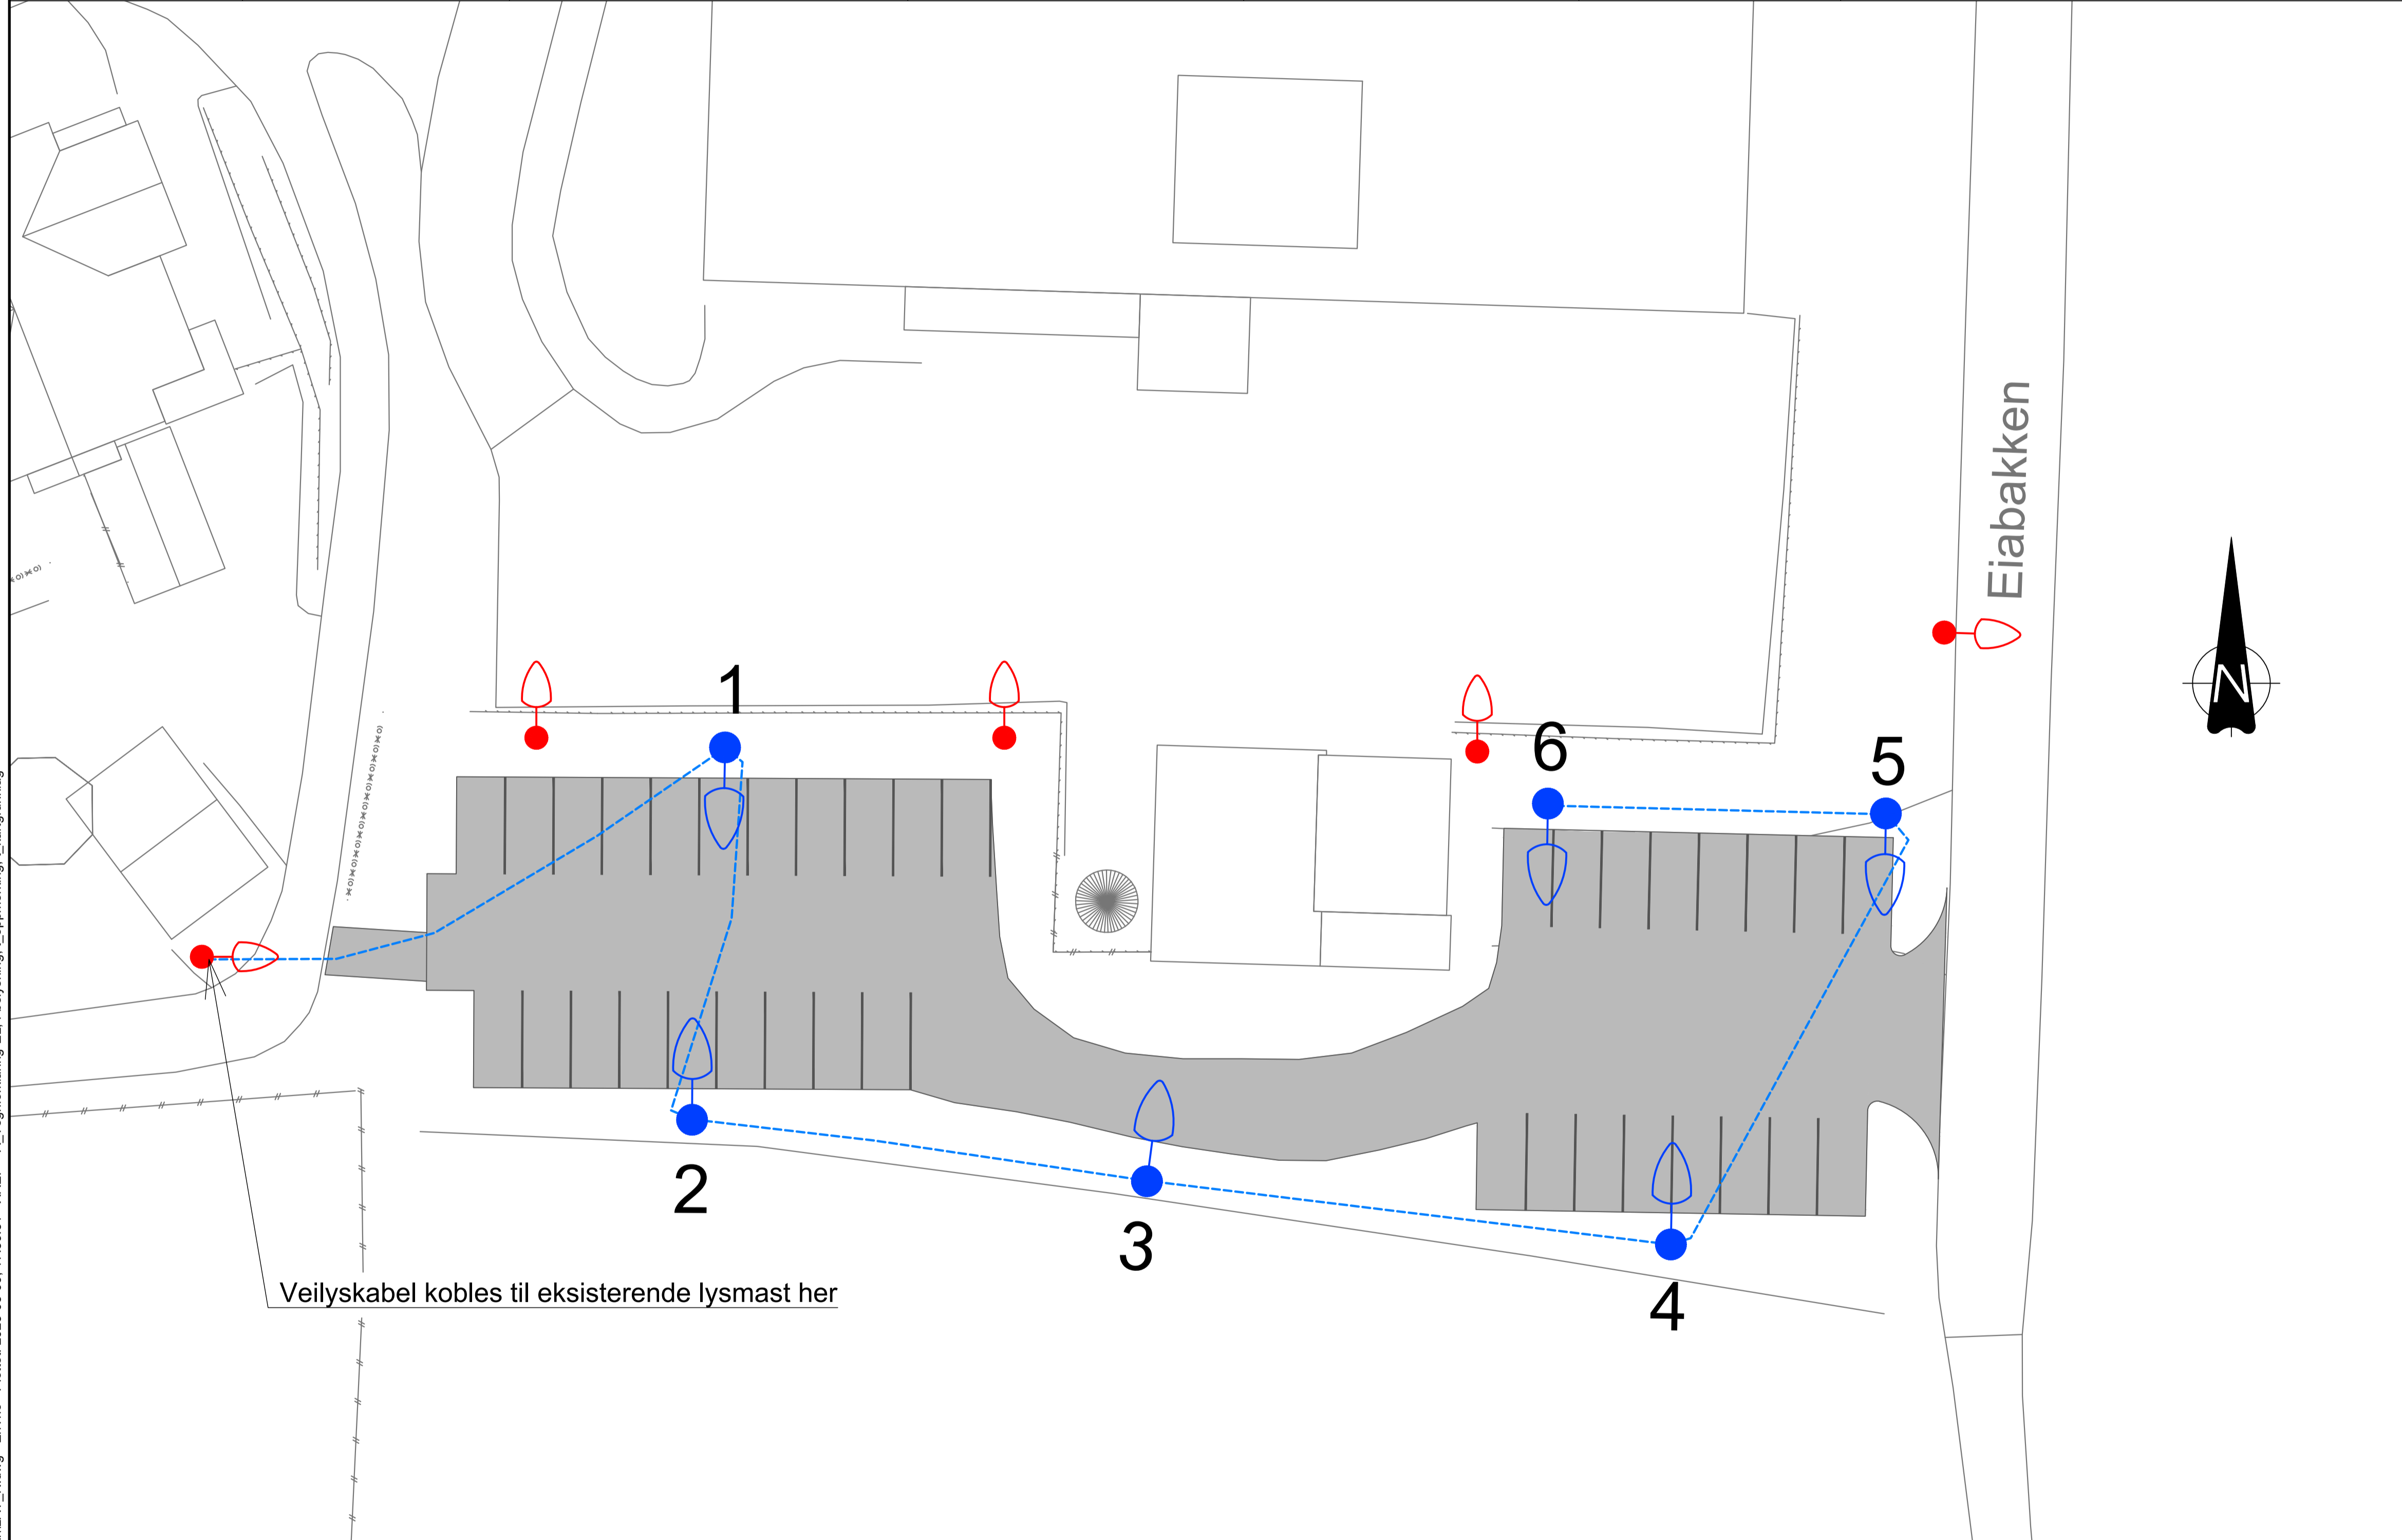 Eiabakken
N
1
6
5
2
3
4
Veilyskabel kobles til eksisterende lysmast her